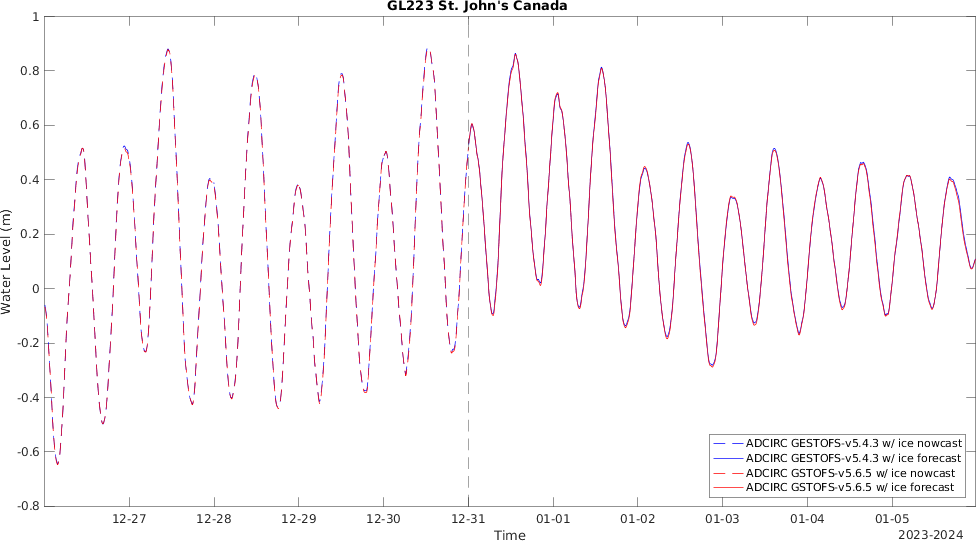 GL223 St. John's Canada
1
0.8
0.6
0.4
0.2
0
-0.2
-0.4
-0.6
-0.8
Water Level (m)
12-27 12-28 12-29 12-30 12-31 01-01 01-02 01-03 01-04 01-05
Time
2023-2024
ADCIRC GESTOFS-v5.4.3 w/ ice nowcast
ADCIRC GESTOFS-v5.4.3 w/ ice forecast
ADCIRC GSTOFS-v5.6.5 w/ ice nowcast
ADCIRC GSTOFS-v5.6.5 w/ ice forecast